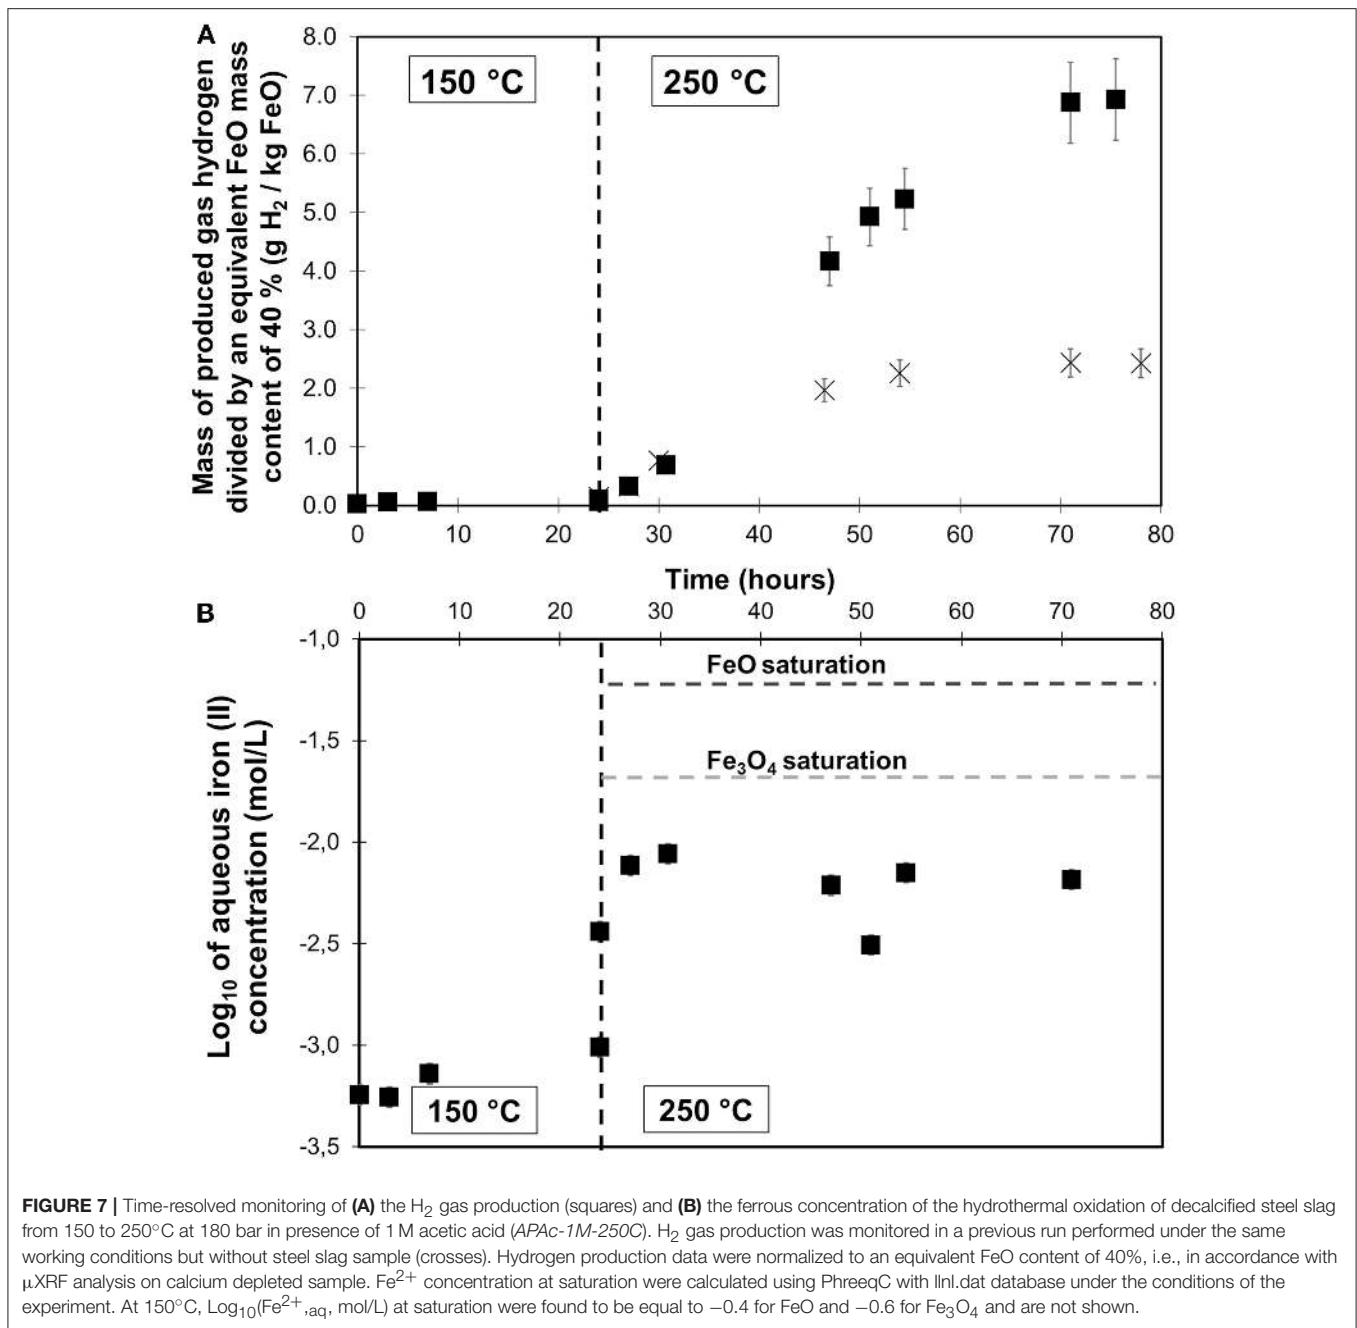 A
Mass of produced gas hydrogen
divided by an equivalent FeO mass
content of 40 % (g H₂ / kg FeO)
8.0
7.0
6.0
5.0
4.0
3.0
2.0
1.0
0.0
150 °C
250 °C
0 10 20 30 40 50 60 70 80
Time (hours)
B
0 10 20 30 40 50 60 70 80
Log₁₀ of aqueous iron (II)
concentration (mol/L)
-1,0
-1,5
-2,0
-2,5
-3,0
-3,5
FeO saturation
Fe₃O₄ saturation
150 °C
250 °C
FIGURE 7 | Time-resolved monitoring of (A) the H₂ gas production (squares) and (B) the ferrous concentration of the hydrothermal oxidation of decalcified steel slag
from 150 to 250°C at 180 bar in presence of 1 M acetic acid (APAc-1M-250C). H₂ gas production was monitored in a previous run performed under the same
working conditions but without steel slag sample (crosses). Hydrogen production data were normalized to an equivalent FeO content of 40%, i.e., in accordance with
μXRF analysis on calcium depleted sample. Fe²⁺ concentration at saturation were calculated using PhreeqC with llnl.dat database under the conditions of the
experiment. At 150°C, Log₁₀(Fe²⁺,aq, mol/L) at saturation were found to be equal to −0.4 for FeO and −0.6 for Fe₃O₄ and are not shown.